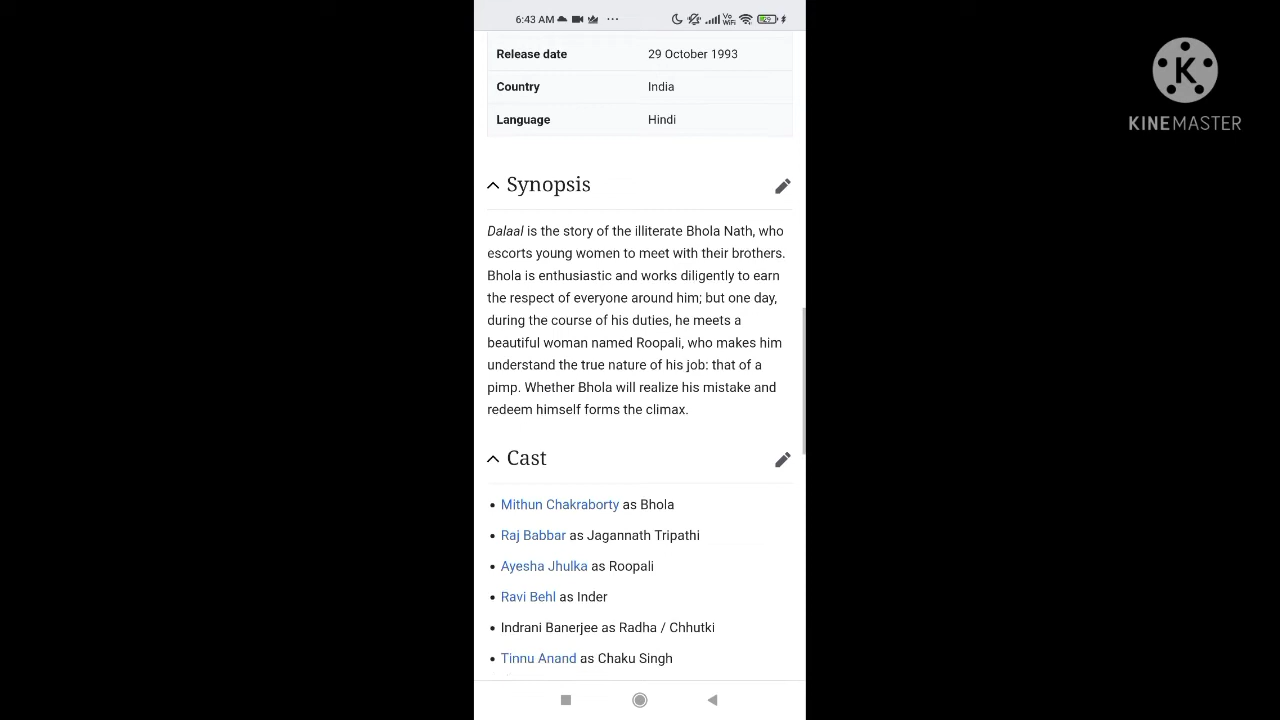 6:43 AM ...
Vo WiFi 29
Release date 29 October 1993
Country India
Language Hindi
K
KINEMASTER
Synopsis
Dalaal is the story of the illiterate Bhola Nath, who
escorts young women to meet with their brothers.
Bhola is enthusiastic and works diligently to earn
the respect of everyone around him; but one day,
during the course of his duties, he meets a
beautiful woman named Roopali, who makes him
understand the true nature of his job: that of a
pimp. Whether Bhola will realize his mistake and
redeem himself forms the climax.
Cast
• Mithun Chakraborty as Bhola
• Raj Babbar as Jagannath Tripathi
• Ayesha Jhulka as Roopali
• Ravi Behl as Inder
• Indrani Banerjee as Radha / Chhutki
• Tinnu Anand as Chaku Singh